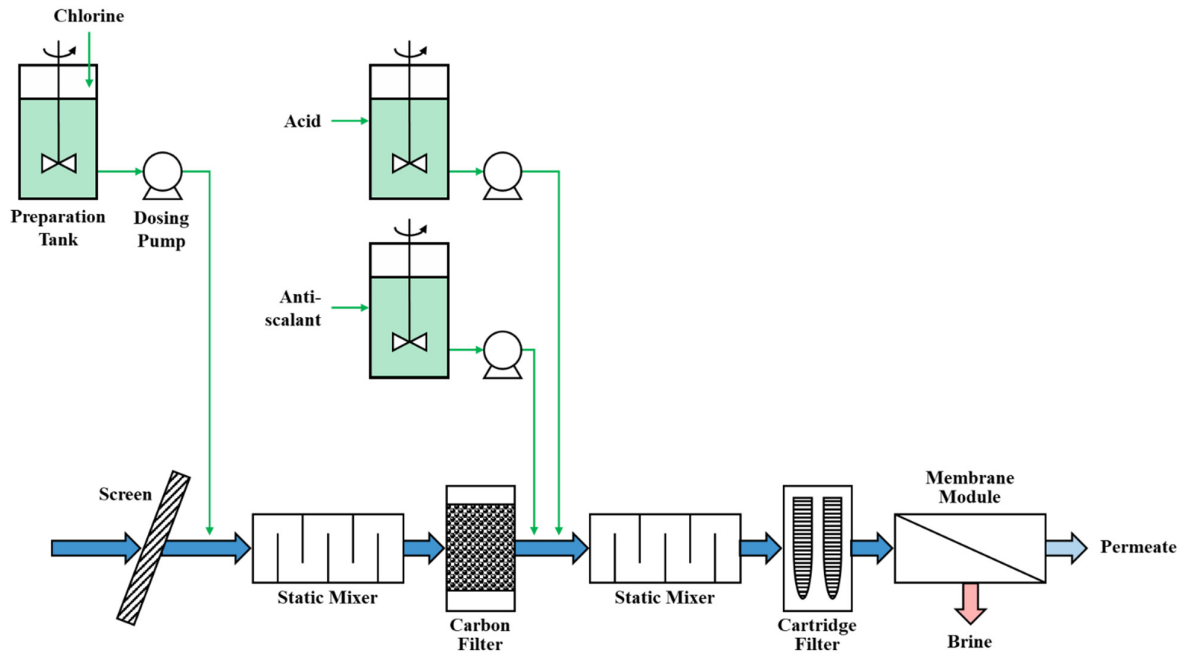 Chlorine
Acid
Preparation
Tank
Dosing
Pump
Anti-
scalant
Screen
Static Mixer
Carbon
Filter
Static Mixer
Cartridge
Filter
Membrane
Module
Permeate
Brine